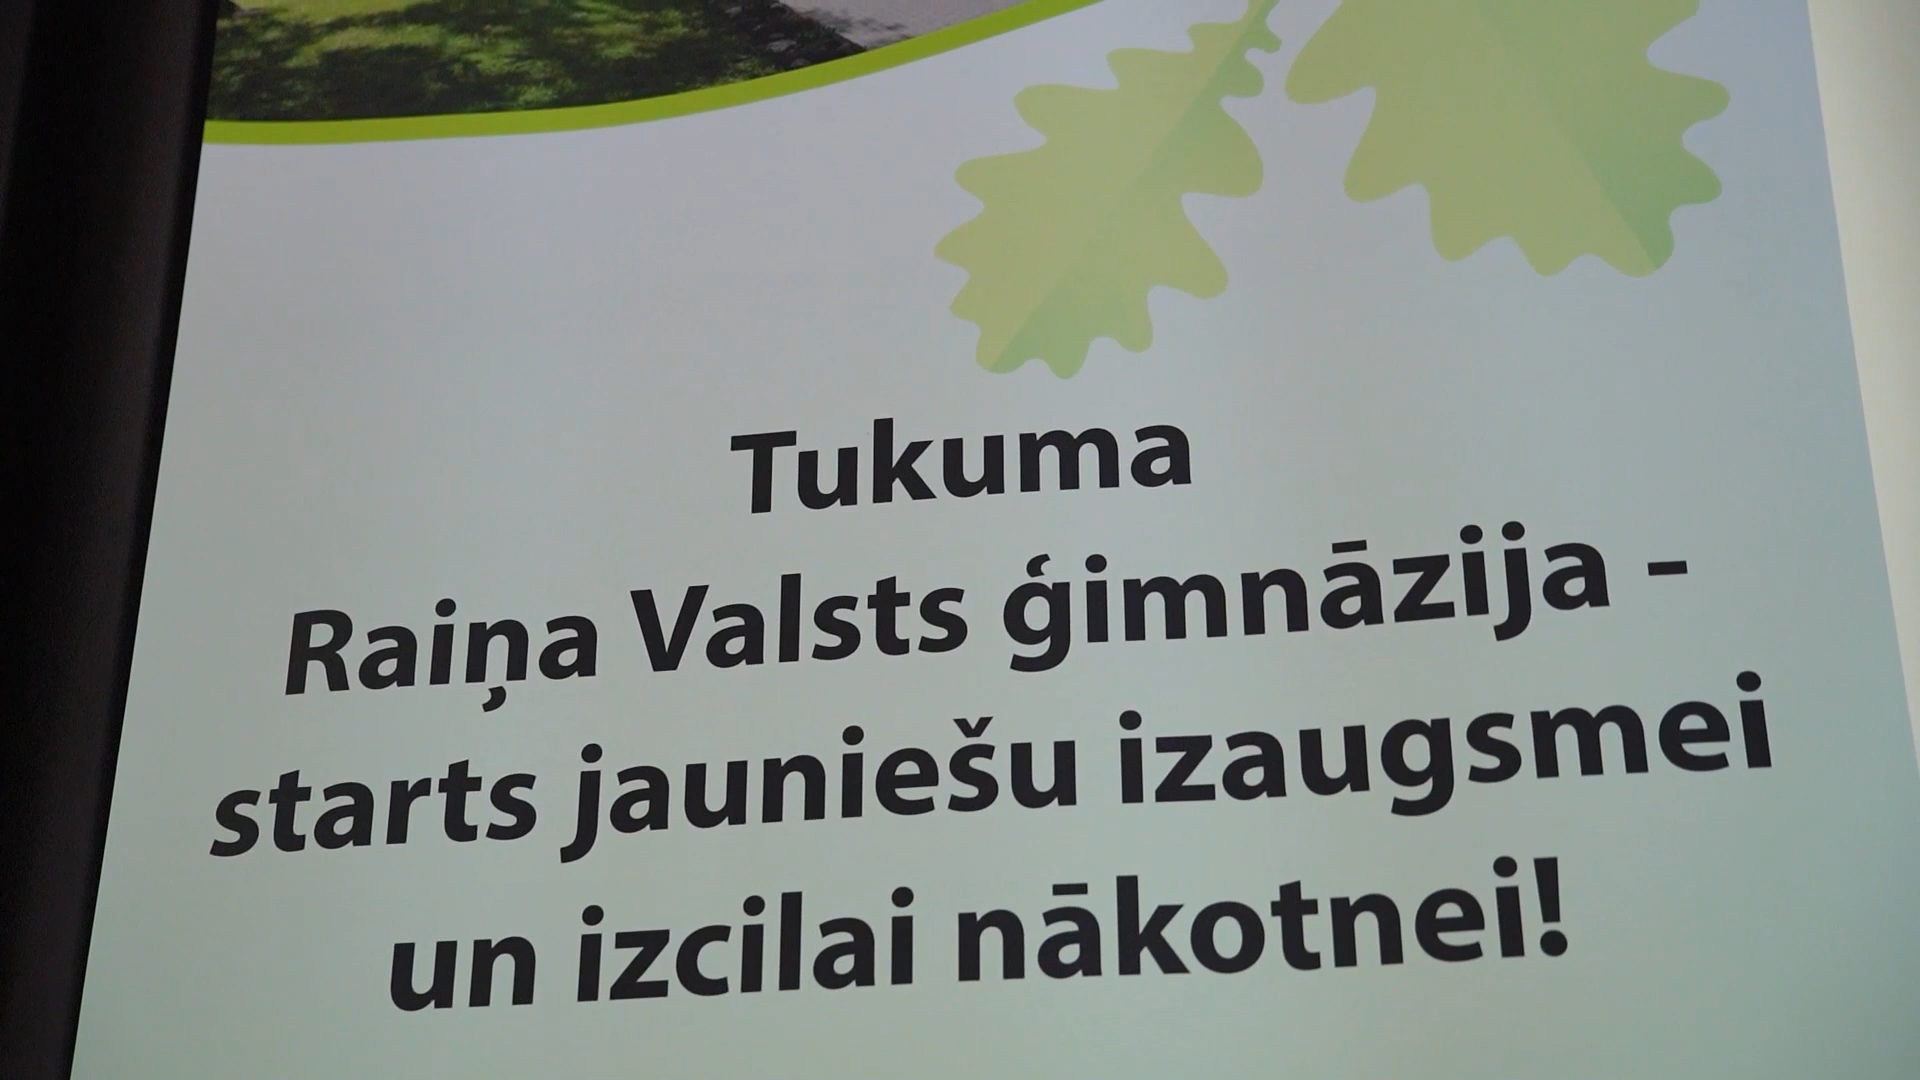 Tukuma
Raiņa Valsts ģimnāzija -
starts jauniešu izaugsmei
un izcilai nākotnei!